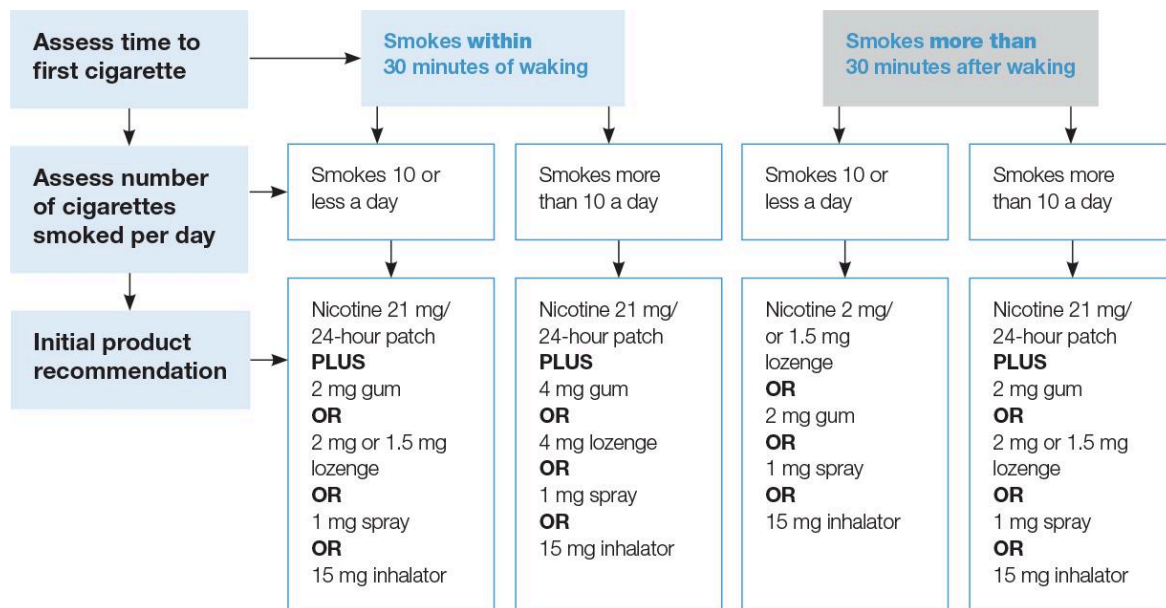 Assess time to
first cigarette
Smokes within
30 minutes of waking
Smokes more than
30 minutes after waking
Assess number
of cigarettes
smoked per day
Smokes 10 or
less a day
Smokes more
than 10 a day
Smokes 10 or
less a day
Smokes more
than 10 a day
Initial product
recommendation
Nicotine 21 mg/
24-hour patch
PLUS
2 mg gum
OR
2 mg or 1.5 mg
lozenge
OR
1 mg spray
OR
15 mg inhalator
Nicotine 21 mg/
24-hour patch
PLUS
4 mg gum
OR
4 mg lozenge
OR
1 mg spray
OR
15 mg inhalator
Nicotine 2 mg/
or 1.5 mg
lozenge
OR
2 mg gum
OR
1 mg spray
OR
15 mg inhalator
Nicotine 21 mg/
24-hour patch
PLUS
2 mg gum
OR
2 mg or 1.5 mg
lozenge
OR
1 mg spray
OR
15 mg inhalator